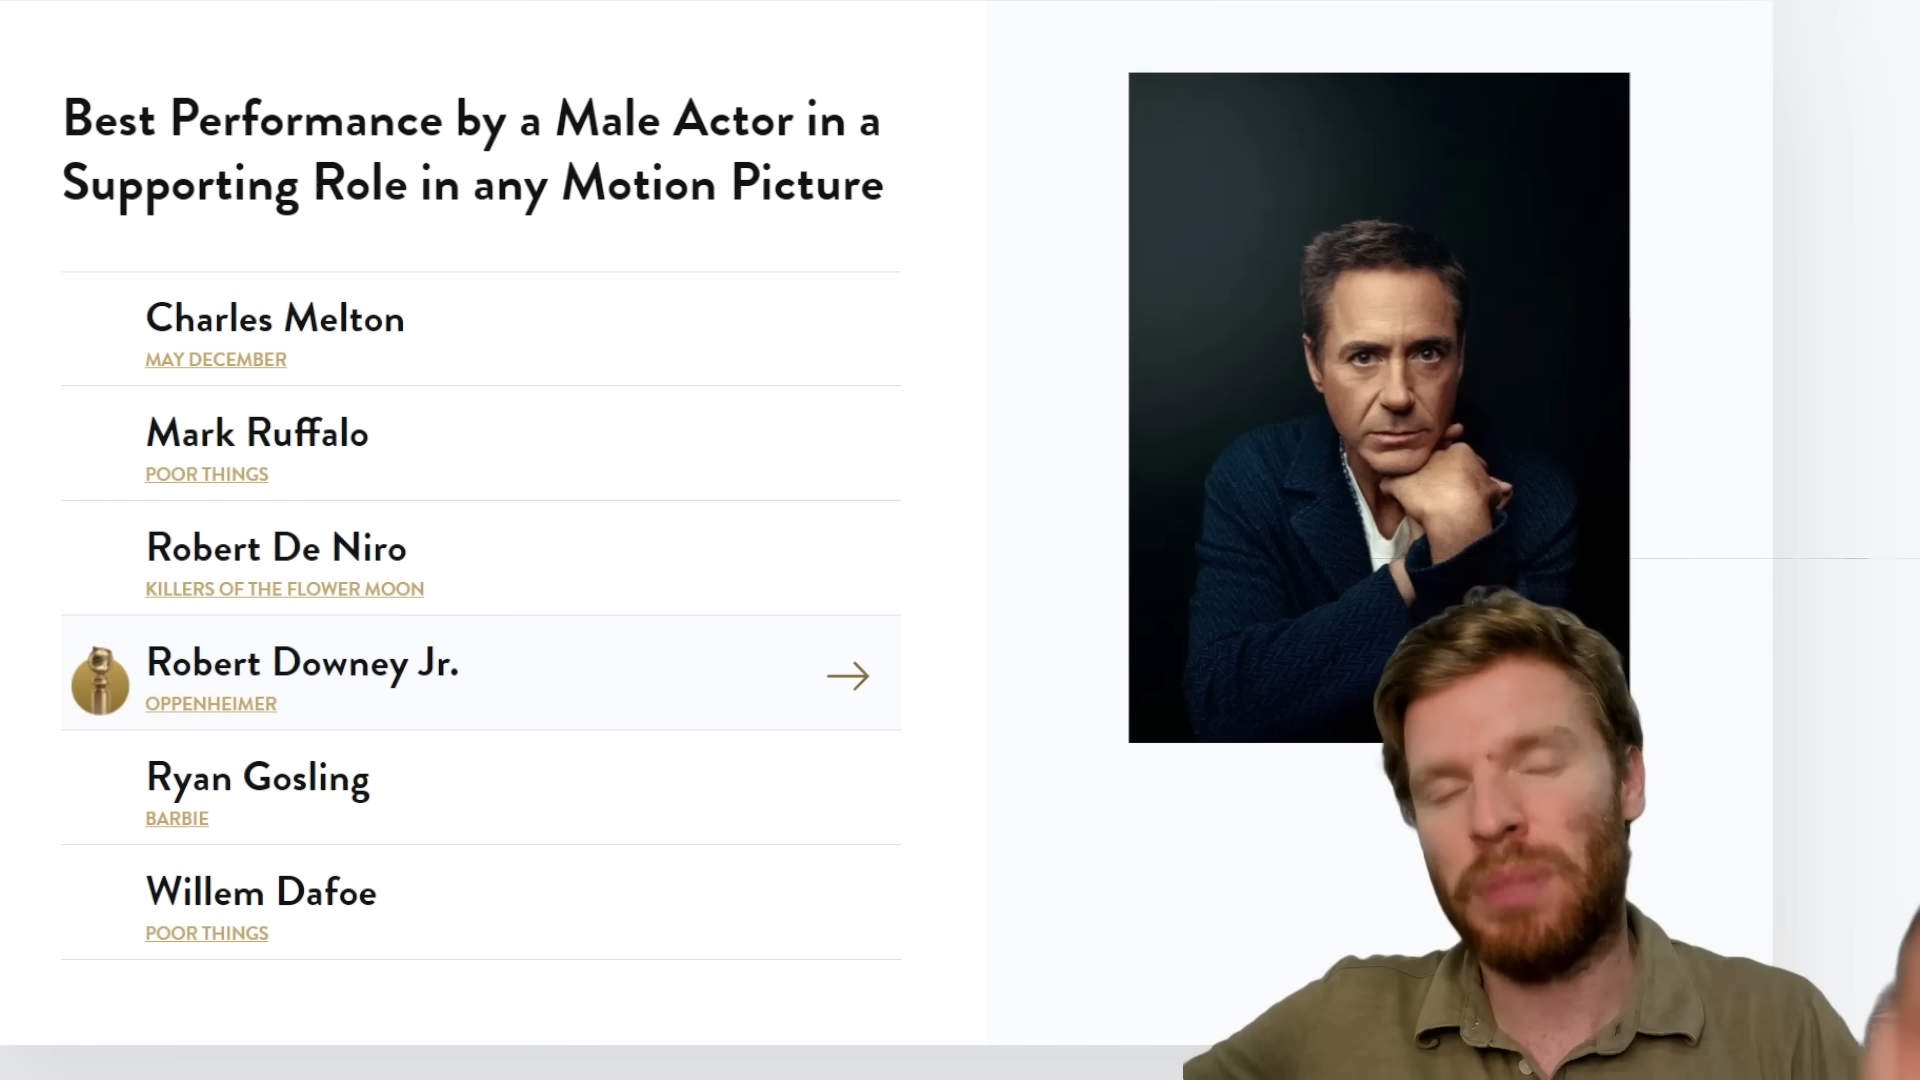 Best Performance by a Male Actor in a
Supporting Role in any Motion Picture
Charles Melton
MAY DECEMBER
Mark Ruffalo
POOR THINGS
Robert De Niro
KILLERS OF THE FLOWER MOON
Robert Downey Jr.
OPPENHEIMER
Ryan Gosling
BARBIE
Willem Dafoe
POOR THINGS